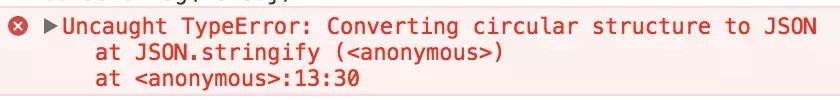 Uncaught TypeError: Converting circular structure to JSON
at JSON.stringify (<anonymous>)
at <anonymous>:13:30